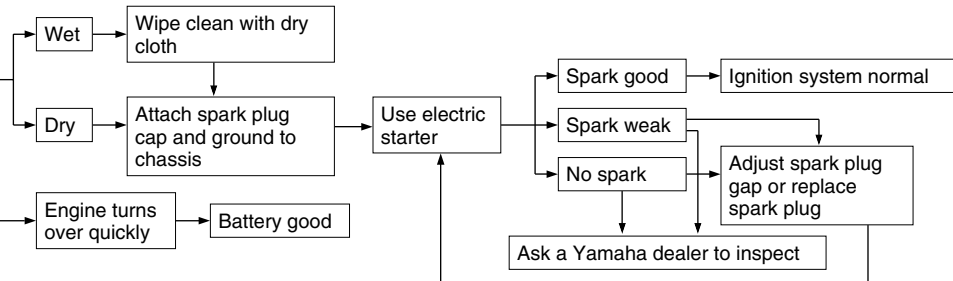 Wet
Wipe clean with dry
cloth
Dry
Attach spark plug
cap and ground to
chassis
Use electric
starter
Spark good
Ignition system normal
Spark weak
No spark
Adjust spark plug
gap or replace
spark plug
Ask a Yamaha dealer to inspect
Engine turns
over quickly
Battery good